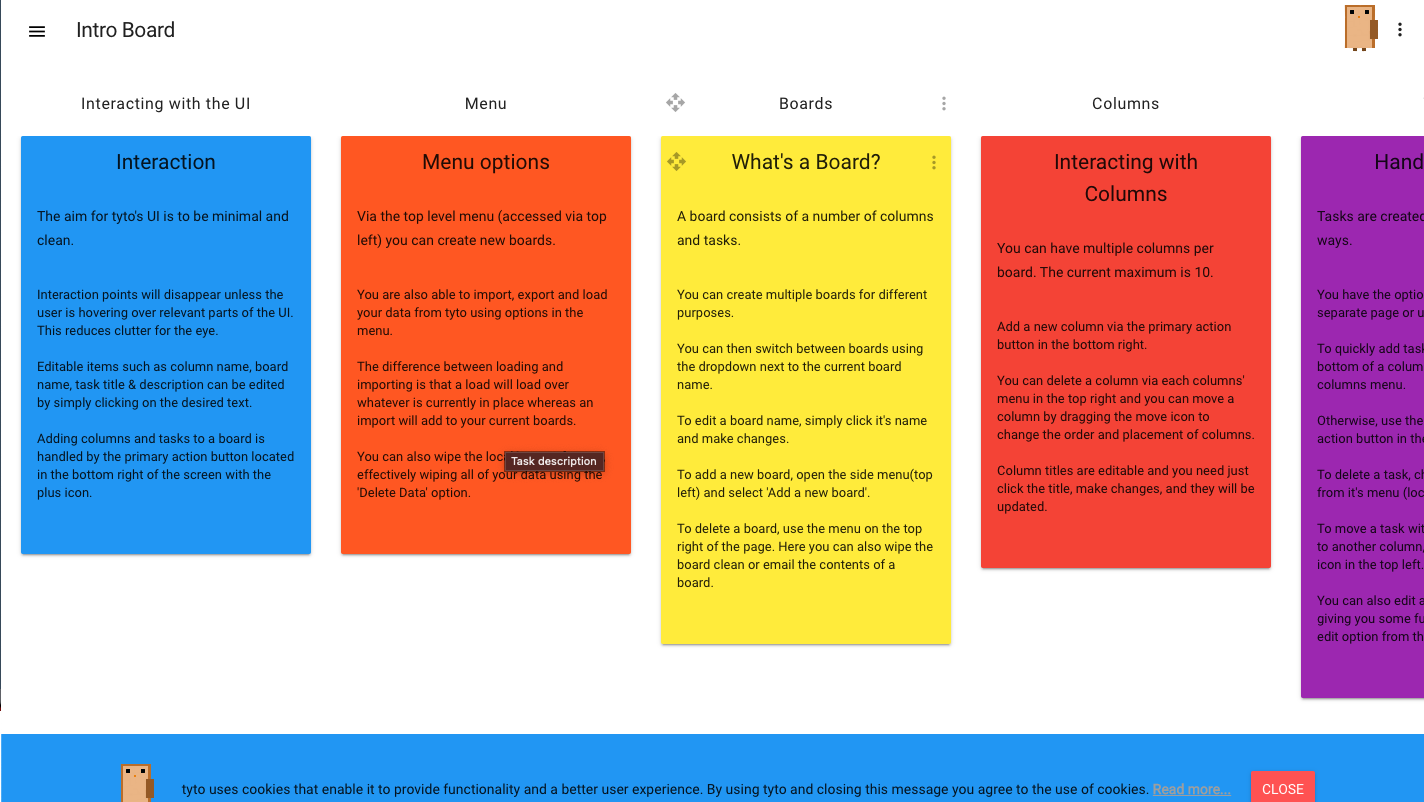 Intro Board
Interacting with the UI
Menu
Boards
Columns
Interaction
The aim for tyto's UI is to be minimal and
clean.
Interaction points will disappear unless the
user is hovering over relevant parts of the UI.
This reduces clutter for the eye.
Editable items such as column name, board
name, task title & description can be edited
by simply clicking on the desired text.
Adding columns and tasks to a board is
handled by the primary action button located
in the bottom right of the screen with the
plus icon.
Menu options
Via the top level menu (accessed via top
left) you can create new boards.
You are also able to import, export and load
your data from tyto using options in the
menu.
The difference between loading and
importing is that a load will load over
whatever is currently in place whereas an
import will add to your current boards.
You can also wipe the
Task description
effectively wiping all of your data using the
'Delete Data' option.
What's a Board?
A board consists of a number of columns
and tasks.
You can create multiple boards for different
purposes.
You can then switch between boards using
the dropdown next to the current board
name.
To edit a board name, simply click it's name
and make changes.
To add a new board, open the side menu(top
left) and select 'Add a new board'.
To delete a board, use the menu on the top
right of the page. Here you can also wipe the
board clean or email the contents of a
board.
Interacting with
Columns
You can have multiple columns per
board. The current maximum is 10.
Add a new column via the primary action
button in the bottom right.
You can delete a column via each columns'
menu in the top right and you can move a
column by dragging the move icon to
change the order and placement of columns.
Column titles are editable and you need just
click the title, make changes, and they will be
updated.
Hand
Tasks are created
ways.
You have the optio
separate page or u
To quickly add task
bottom of a colum
columns menu.
Otherwise, use the
action button in the
To delete a task, c
from it's menu (loc
To move a task wit
to another column,
icon in the top left.
You can also edit a
giving you some fu
edit option from th
tyto uses cookies that enable it to provide functionality and a better user experience. By using tyto and closing this message you agree to the use of cookies. Read more... CLOSE